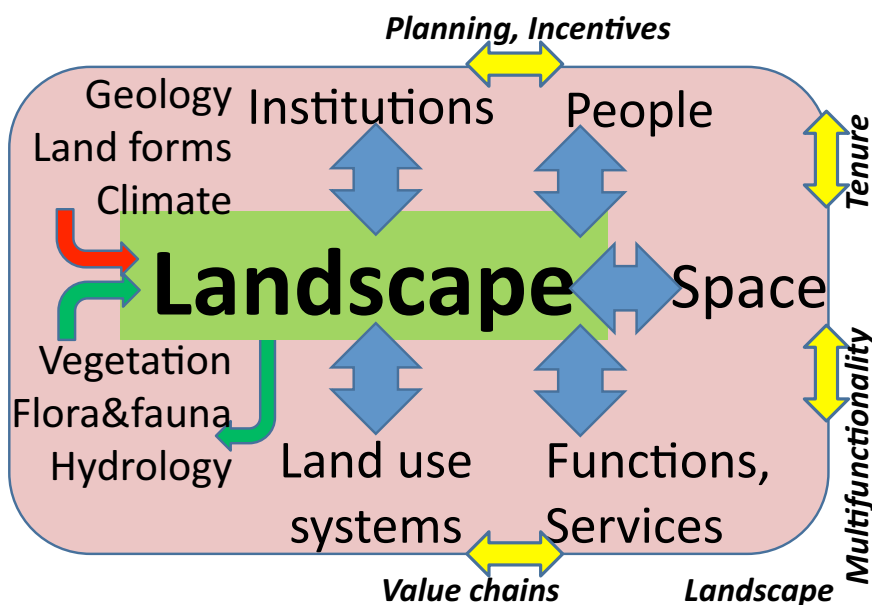 Planning, Incentives
Geology
Land forms
Climate
Institutions
People
Tenure
Landscape
Space
Vegetation
Flora&fauna
Hydrology
Land use
systems
Functions,
Services
Multifunctionality
Value chains
Landscape